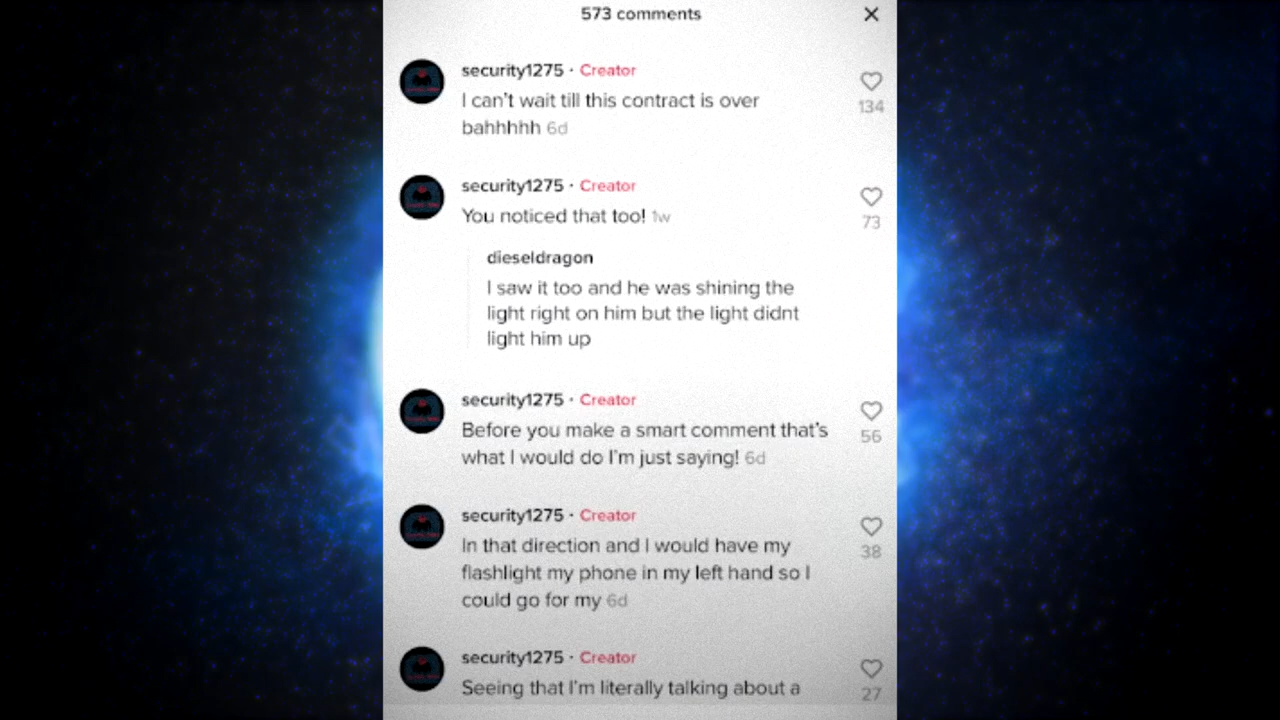 573 comments
security1275 · Creator
I can't wait till this contract is over
bahhhhh 6d
134
security1275 · Creator
You noticed that too! 1w
73
dieseldragon
I saw it too and he was shining the
light right on him but the light didnt
light him up
security1275 · Creator
Before you make a smart comment that's
what I would do I'm just saying! 6d
56
security1275 · Creator
In that direction and I would have my
flashlight my phone in my left hand so I
could go for my 6d
38
security1275 · Creator
Seeing that I'm literally talking about a
27